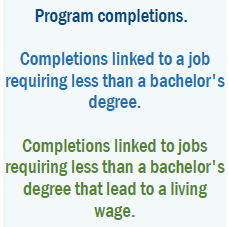 Program completions.
Completions linked to a job
requiring less than a bachelor's
degree.
Completions linked to jobs
requiring less than a bachelor's
degree that lead to a living
wage.